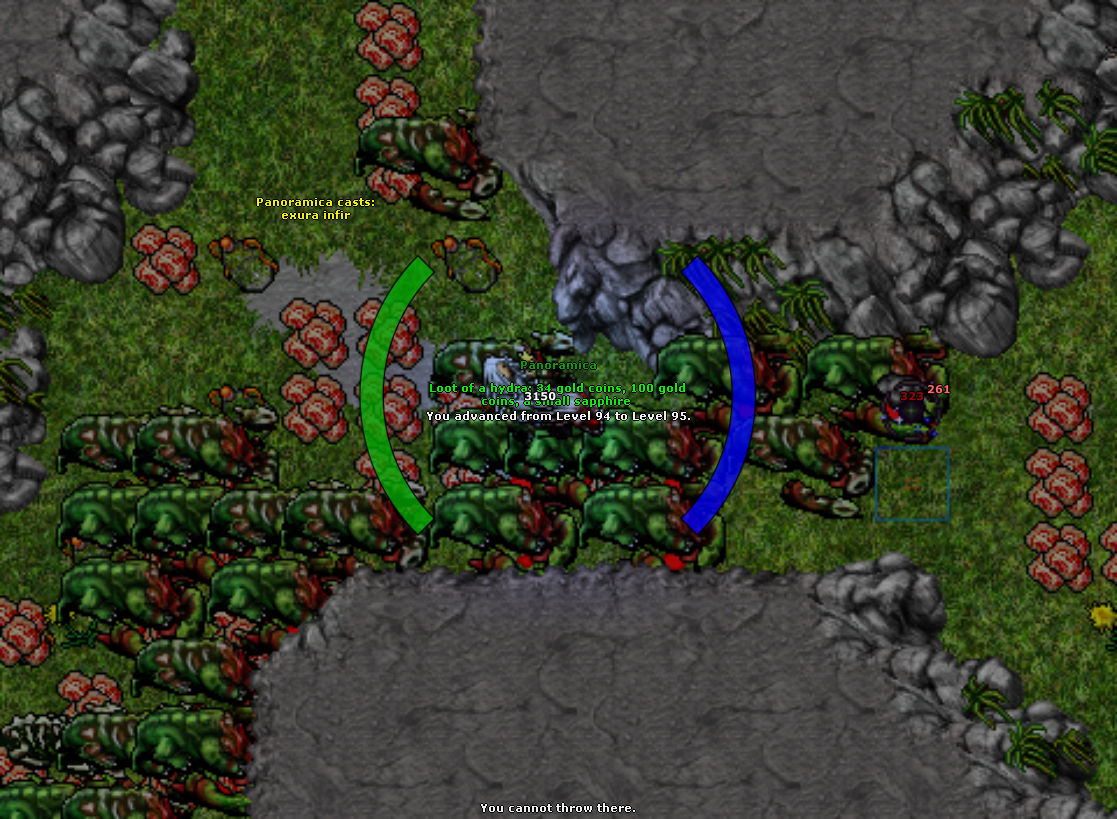 Panoramica casts:
exura infir
Panoramica
Loot of a hydra: 34 gold coins, 100 gold
coins, a small sapphire
3150
261
323
You advanced from Level 94 to Level 95.
You cannot throw there.